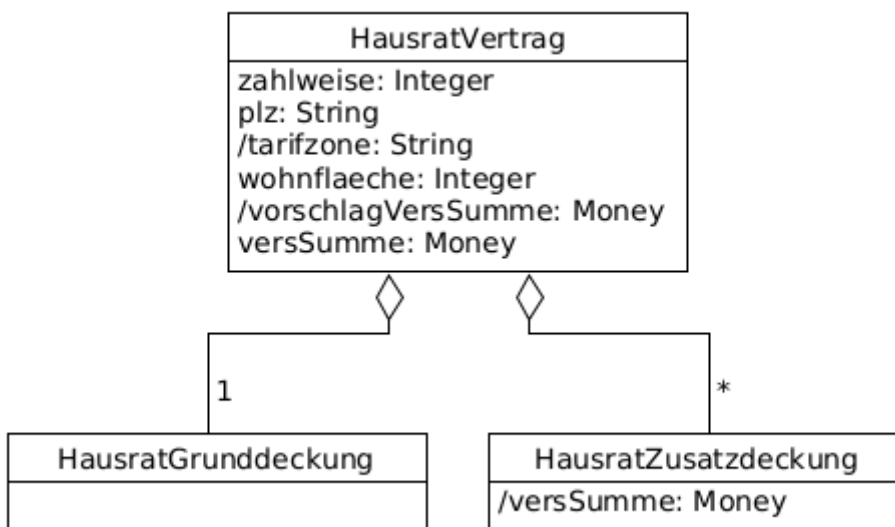 HausratVertrag
zahlweise: Integer
plz: String
/tarifzone: String
wohnflaeche: Integer
/vorschlagVersSumme: Money
versSumme: Money
1
*
HausratGrunddeckung
HausratZusatzdeckung
/versSumme: Money